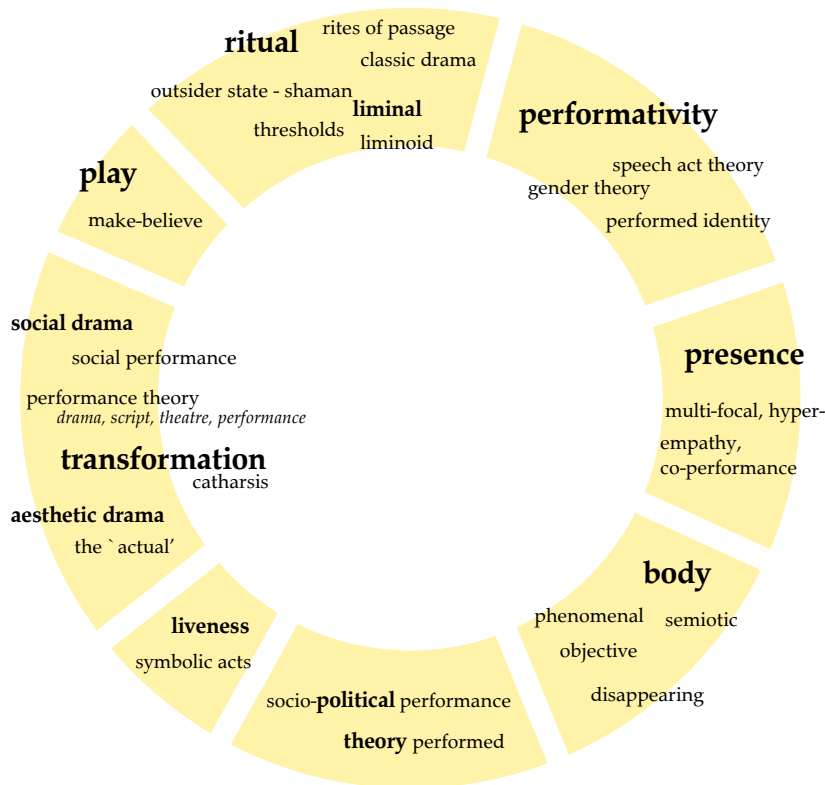 ritual
rites of passage
classic drama
outsider state - shaman
liminal
thresholds
liminoid
performativity
speech act theory
gender theory
performed identity
presence
multi-focal, hyper-
empathy,
co-performance
body
phenomenal
semiotic
objective
disappearing
socio-political performance
theory performed
liveness
symbolic acts
social drama
social performance
performance theory
drama, script, theatre, performance
transformation
catharsis
aesthetic drama
the `actual’
play
make-believe